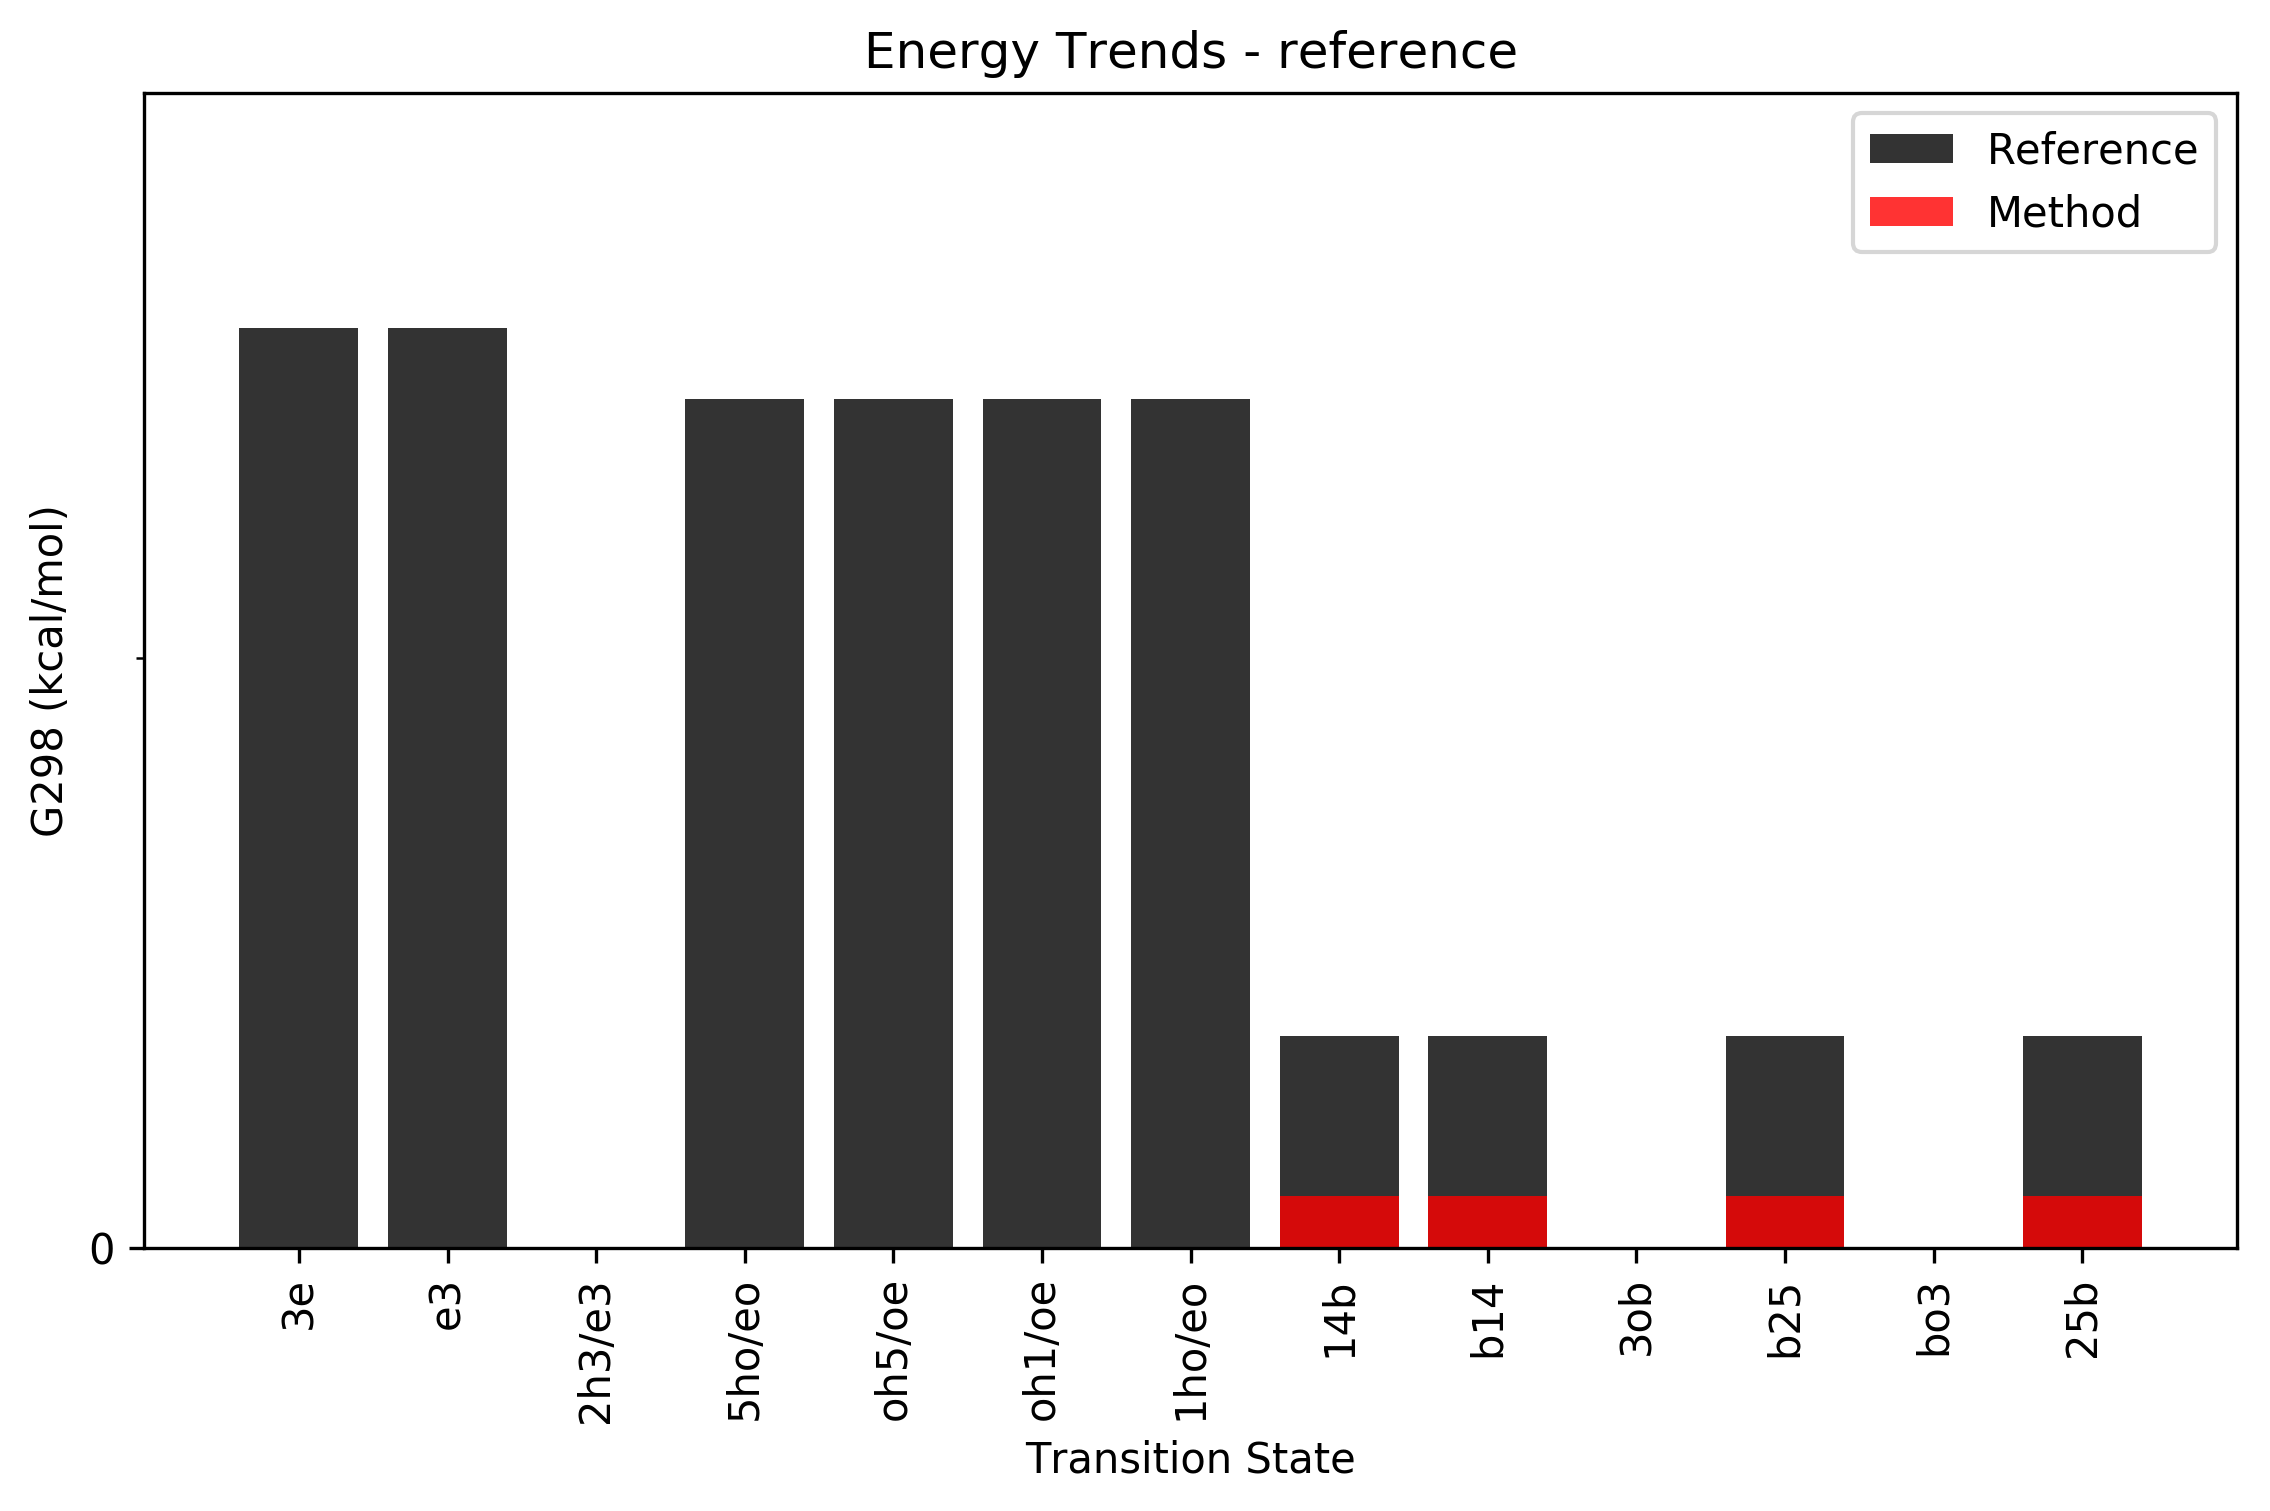 Energy Trends - reference
Reference
Method
G298 (kcal/mol)
0
3e
e3
2h3/e3
5ho/eo
oh5/oe
oh1/oe
1ho/eo
14b
b14
3ob
b25
bo3
25b
Transition State